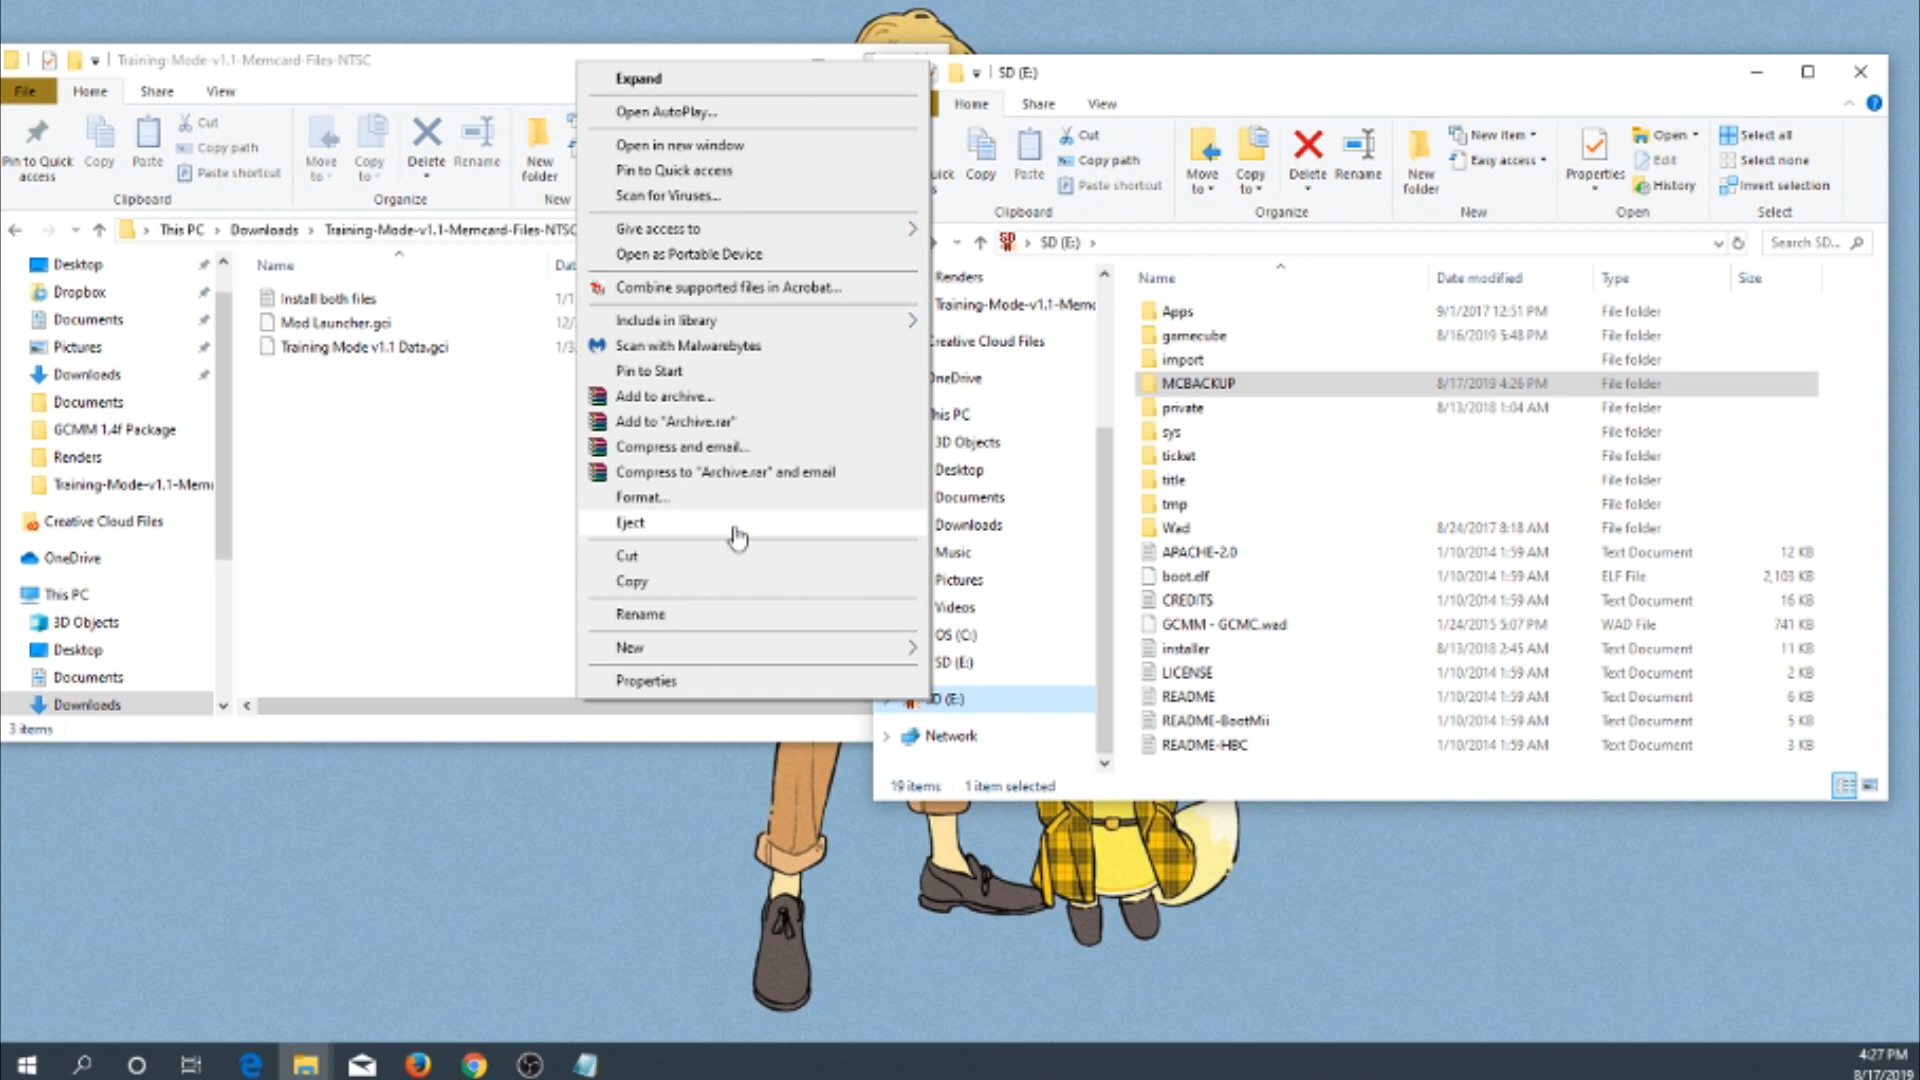 Training-Mode-v1.1-Memcard-Files-NTSC
File
Home
Share
View
Pin to Quick access
Copy
Paste
Cut
Copy path
Paste shortcut
Move to
Copy to
Delete
Rename
New folder
Clipboard
Organize
New
This PC > Downloads > Training-Mode-v1.1-Memcard-Files-NTSC
Desktop
Dropbox
Documents
Pictures
Downloads
Documents
GCMM 1.4f Package
Renders
Training-Mode-v1.1-Mem
Creative Cloud Files
OneDrive
This PC
3D Objects
Desktop
Documents
Downloads
3 items
Name
Dat
Install both files
1/1
Mod Launcher.gci
12/
Training Mode v1.1 Data.gci
1/3
Expand
Open AutoPlay...
Open in new window
Pin to Quick access
Scan for Viruses...
Give access to
Open as Portable Device
Combine supported files in Acrobat...
Include in library
Scan with Malwarebytes
Pin to Start
Add to archive...
Add to "Archive.rar"
Compress and email...
Compress to "Archive.rar" and email
Format...
Eject
Cut
Copy
Rename
New
Properties
SD (E:)
Home
Share
View
uick
s
Copy
Paste
Cut
Copy path
Paste shortcut
Move to
Copy to
Delete
Rename
New folder
New item
Easy access
Properties
Open
Edit
History
Select all
Select none
Invert selection
Clipboard
Organize
New
Open
Select
SD (E:) >
Search SD...
Renders
Training-Mode-v1.1-Memc
Creative Cloud Files
OneDrive
This PC
3D Objects
Desktop
Documents
Downloads
Music
Pictures
Videos
OS (C:)
SD (E:)
SD (E:)
Network
Name Date modified Type Size
Apps 9/1/2017 12:51 PM File folder
gamecube 8/16/2019 5:48 PM File folder
import File folder
MCBACKUP 8/17/2019 4:26 PM File folder
private 8/13/2018 1:04 AM File folder
sys File folder
ticket File folder
title File folder
tmp File folder
Wad 8/24/2017 8:18 AM File folder
APACHE-2.0 1/10/2014 1:59 AM Text Document 12 KB
boot.elf 1/10/2014 1:59 AM ELF File 2,103 KB
CREDITS 1/10/2014 1:59 AM Text Document 16 KB
GCMM - GCMC.wad 1/24/2015 5:07 PM WAD File 741 KB
installer 8/13/2018 2:45 AM Text Document 11 KB
LICENSE 1/10/2014 1:59 AM Text Document 2 KB
README 1/10/2014 1:59 AM Text Document 6 KB
README-BootMii 1/10/2014 1:59 AM Text Document 5 KB
README-HBC 1/10/2014 1:59 AM Text Document 3 KB
19 items 1 item selected
4:27 PM
8/17/2019